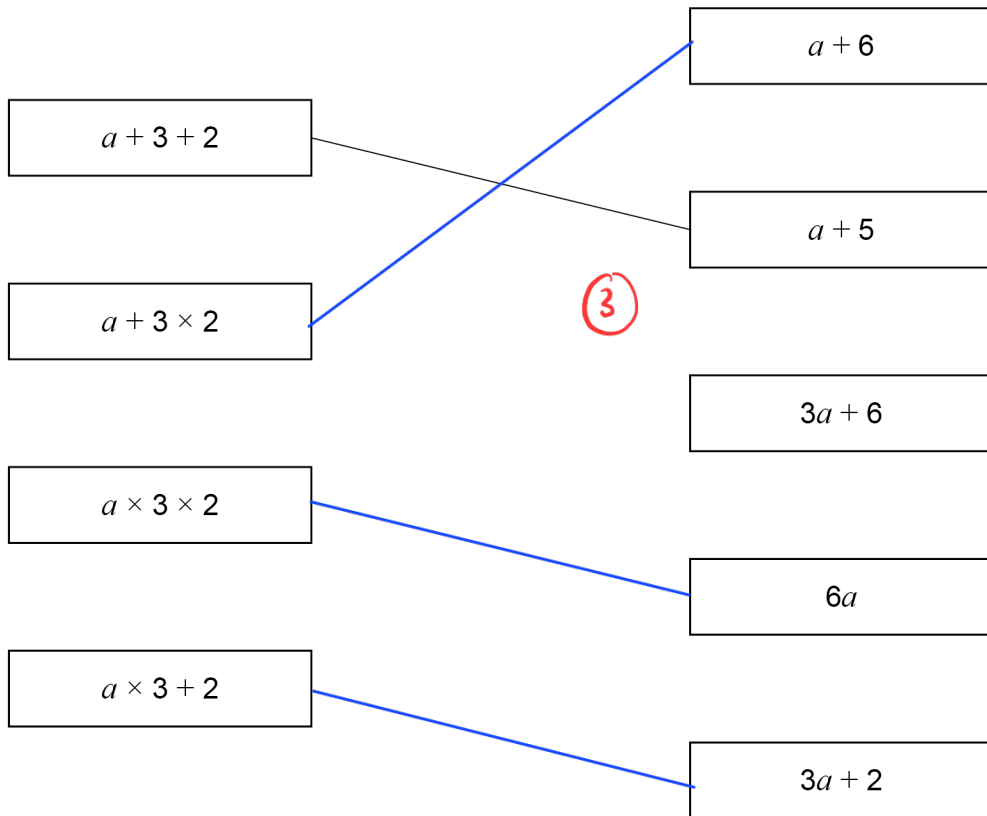 a + 6
a + 3 + 2
a + 5
a + 3 × 2
3
3a + 6
a × 3 × 2
6a
a × 3 + 2
3a + 2